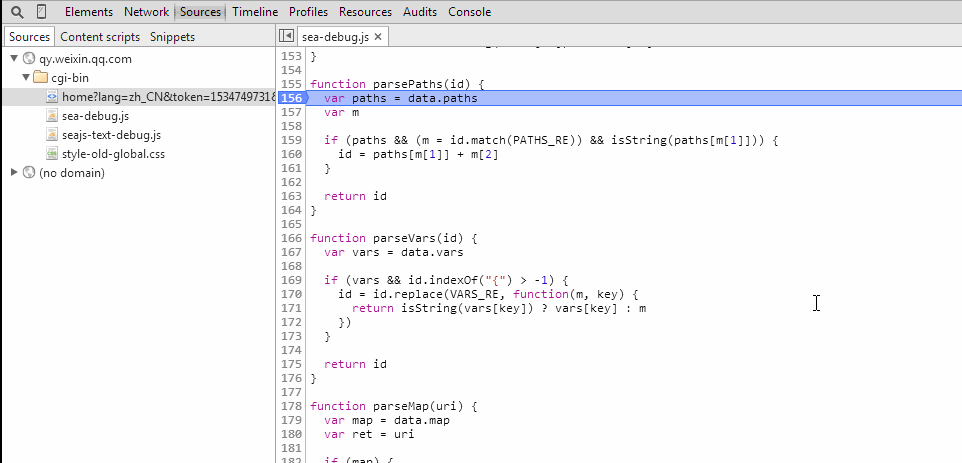 Elements Network Sources Timeline Profiles Resources Audits Console
Sources Content scripts Snippets
sea-debug.js ×
qy.weixin.qq.com
cgi-bin
home?lang=zh_CN&token=1534749731&
sea-debug.js
seajs-text-debug.js
style-old-global.css
(no domain)
153 }
154
155 function parsePaths(id) {
156 var paths = data.paths
157 var m
158
159 if (paths && (m = id.match(PATHS_RE)) && isString(paths[m[1]])) {
160 id = paths[m[1]] + m[2]
161 }
162
163 return id
164 }
165
166 function parseVars(id) {
167 var vars = data.vars
168
169 if (vars && id.indexOf("{") > -1) {
170 id = id.replace(VARS_RE, function(m, key) {
171 return isString(vars[key]) ? vars[key] : m
172 })
173 }
174
175 return id
176 }
177
178 function parseMap(uri) {
179 var map = data.map
180 var ret = uri
181
182 if (map) {